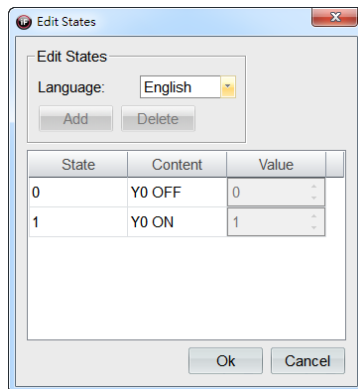 Edit States
Edit States
Language: English
Add Delete
State Content Value
0 Y0 OFF 0
1 Y0 ON 1
Ok Cancel